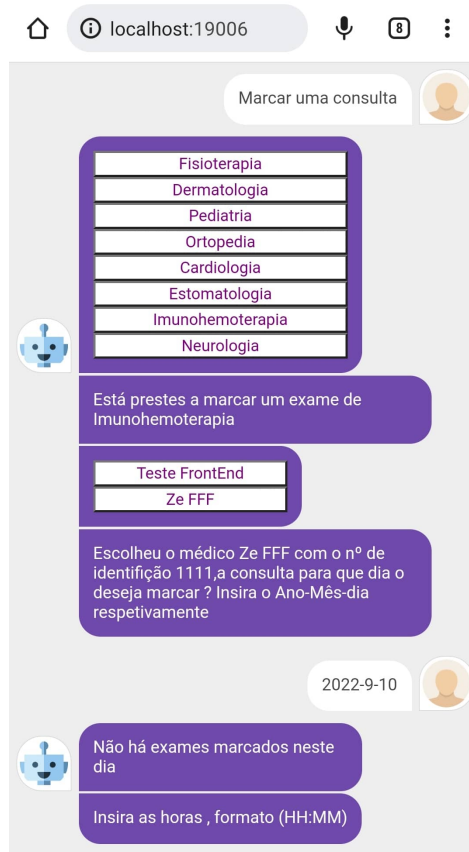 localhost:19006
8
Marcar uma consulta
Fisioterapia
Dermatologia
Pediatria
Ortopedia
Cardiologia
Estomatologia
Imunohemoterapia
Neurologia
Está prestes a marcar um exame de
Imunohemoterapia
Teste FrontEnd
Ze FFF
Escolheu o médico Ze FFF com o nº de
identifição 1111,a consulta para que dia o
deseja marcar ? Insira o Ano-Mês-dia
respetivamente
2022-9-10
Não há exames marcados neste
dia
Insira as horas , formato (HH:MM)